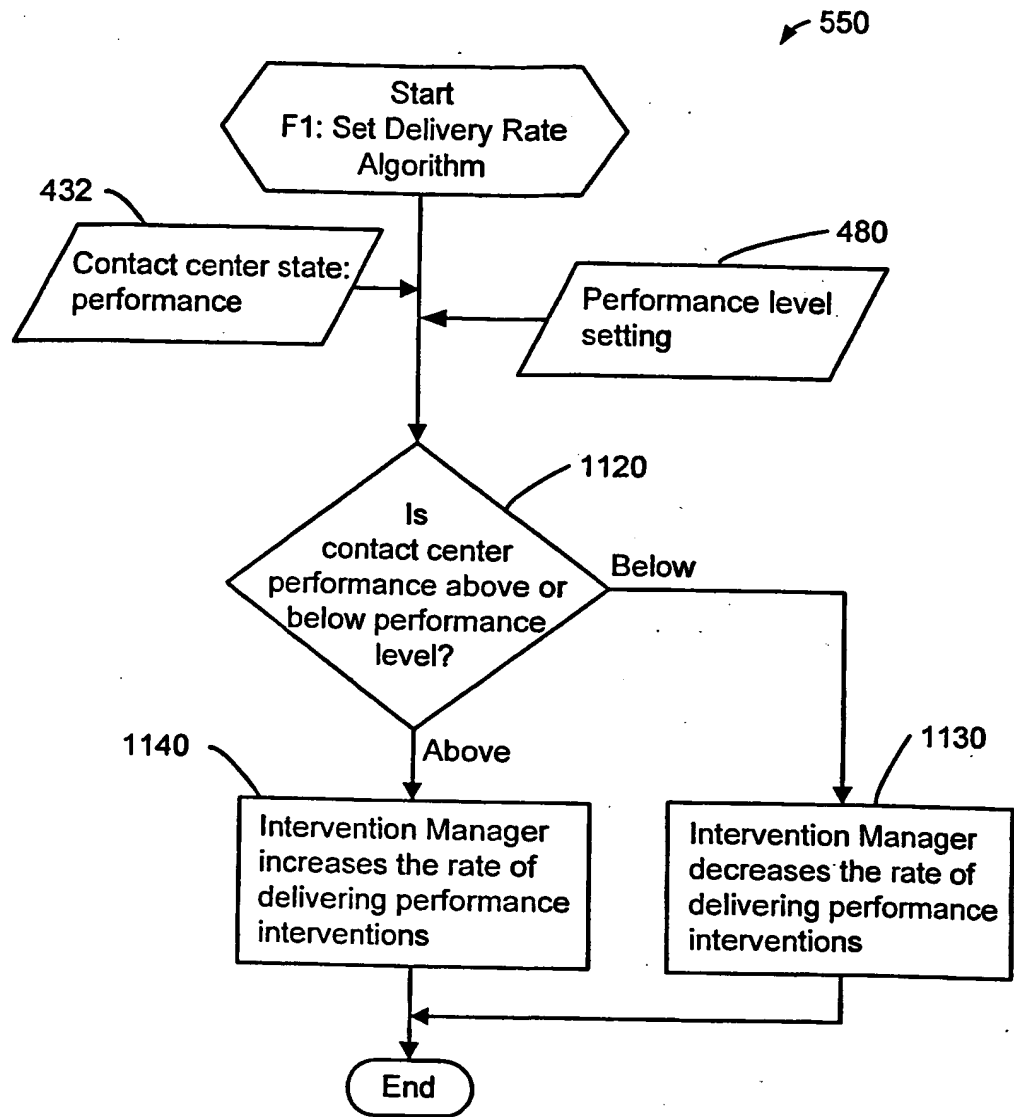 550
Start
F1: Set Delivery Rate
Algorithm
432
Contact center state:
performance
480
Performance level
setting
1120
Is
contact center
performance above or
below performance
level?
Below
Above
1140
Intervention Manager
increases the rate of
delivering performance
interventions
1130
Intervention Manager
decreases the rate of
delivering performance
interventions
End